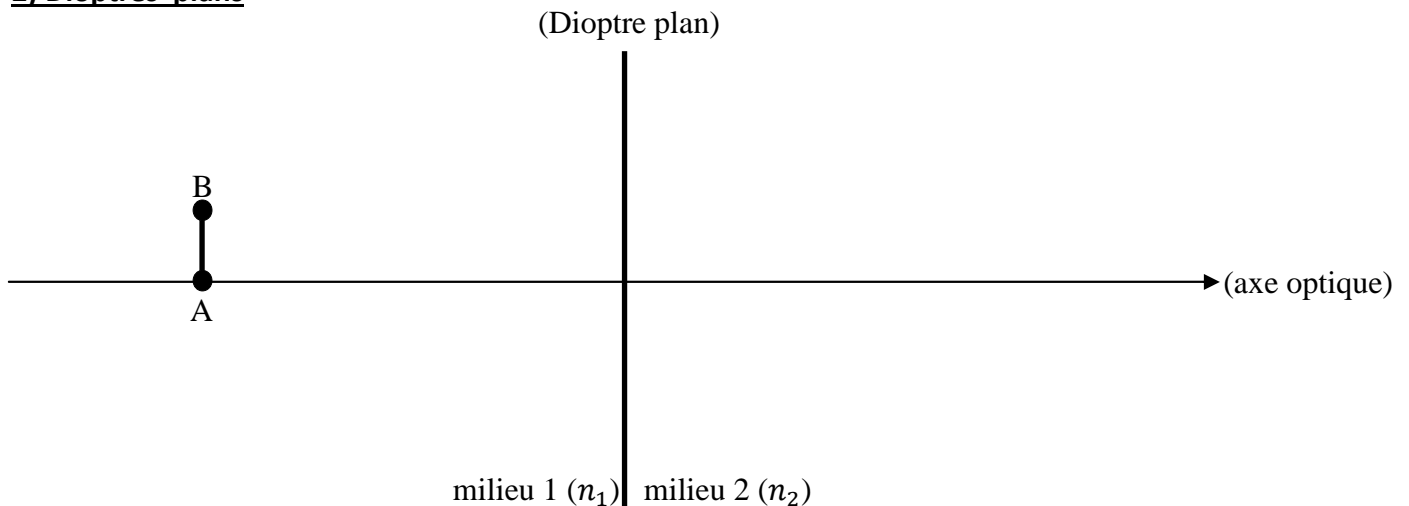 (Dioptre plan)
B
A
(axe optique)
milieu 1 (𝑛₁) milieu 2 (𝑛₂)